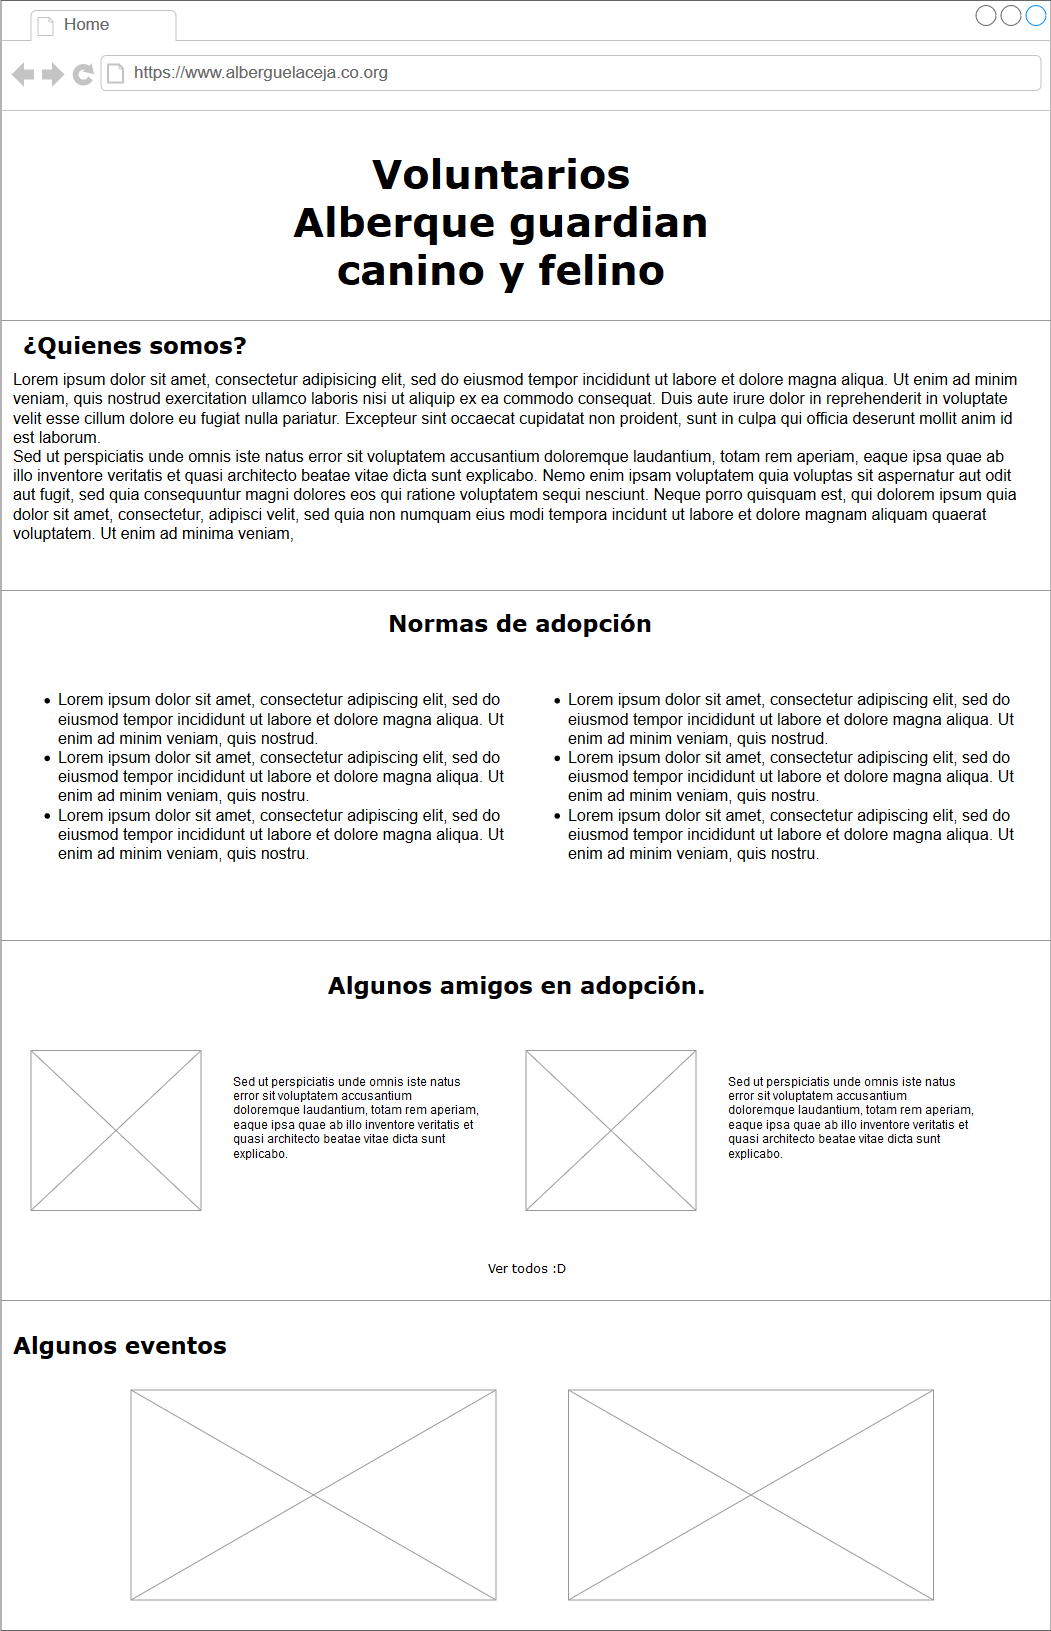 Home
https://www.alberguelaceja.co.org
Voluntarios
Alberque guardian
canino y felino
¿Quienes somos?
Lorem ipsum dolor sit amet, consectetur adipisicing elit, sed do eiusmod tempor incididunt ut labore et dolore magna aliqua. Ut enim ad minim
veniam, quis nostrud exercitation ullamco laboris nisi ut aliquip ex ea commodo consequat. Duis aute irure dolor in reprehenderit in voluptate
velit esse cillum dolore eu fugiat nulla pariatur. Excepteur sint occaecat cupidatat non proident, sunt in culpa qui officia deserunt mollit anim id
est laborum.
Sed ut perspiciatis unde omnis iste natus error sit voluptatem accusantium doloremque laudantium, totam rem aperiam, eaque ipsa quae ab
illo inventore veritatis et quasi architecto beatae vitae dicta sunt explicabo. Nemo enim ipsam voluptatem quia voluptas sit aspernatur aut odit
aut fugit, sed quia consequuntur magni dolores eos qui ratione voluptatem sequi nesciunt. Neque porro quisquam est, qui dolorem ipsum quia
dolor sit amet, consectetur, adipisci velit, sed quia non numquam eius modi tempora incidunt ut labore et dolore magnam aliquam quaerat
voluptatem. Ut enim ad minima veniam,
Normas de adopción
• Lorem ipsum dolor sit amet, consectetur adipiscing elit, sed do
eiusmod tempor incididunt ut labore et dolore magna aliqua. Ut
enim ad minim veniam, quis nostrud.
• Lorem ipsum dolor sit amet, consectetur adipiscing elit, sed do
eiusmod tempor incididunt ut labore et dolore magna aliqua. Ut
enim ad minim veniam, quis nostru.
• Lorem ipsum dolor sit amet, consectetur adipiscing elit, sed do
eiusmod tempor incididunt ut labore et dolore magna aliqua. Ut
enim ad minim veniam, quis nostru.
• Lorem ipsum dolor sit amet, consectetur adipiscing elit, sed do
eiusmod tempor incididunt ut labore et dolore magna aliqua. Ut
enim ad minim veniam, quis nostrud.
• Lorem ipsum dolor sit amet, consectetur adipiscing elit, sed do
eiusmod tempor incididunt ut labore et dolore magna aliqua. Ut
enim ad minim veniam, quis nostru.
• Lorem ipsum dolor sit amet, consectetur adipiscing elit, sed do
eiusmod tempor incididunt ut labore et dolore magna aliqua. Ut
enim ad minim veniam, quis nostru.
Algunos amigos en adopción.
Sed ut perspiciatis unde omnis iste natus
error sit voluptatem accusantium
doloremque laudantium, totam rem aperiam,
eaque ipsa quae ab illo inventore veritatis et
quasi architecto beatae vitae dicta sunt
explicabo.
Sed ut perspiciatis unde omnis iste natus
error sit voluptatem accusantium
doloremque laudantium, totam rem aperiam,
eaque ipsa quae ab illo inventore veritatis et
quasi architecto beatae vitae dicta sunt
explicabo.
Ver todos :D
Algunos eventos